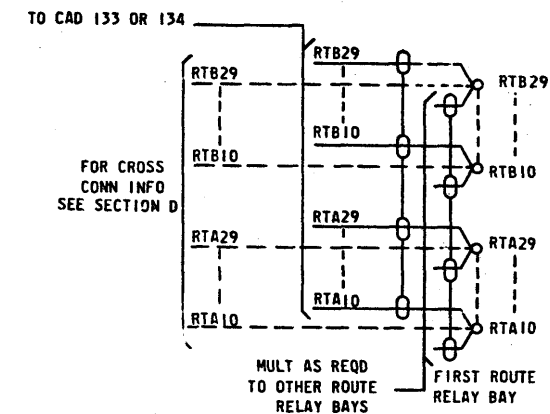 TO CAD 133 OR 134
RTB29
RTB29
RTB29
RTB10
RTB10
RTB10
FOR CROSS
CONN INFO
SEE SECTION D
RTA29
RTA29
RTA29
RTA10
RTA10
RTA10
MULT AS REQD
TO OTHER ROUTE
RELAY BAYS
FIRST ROUTE
RELAY BAY